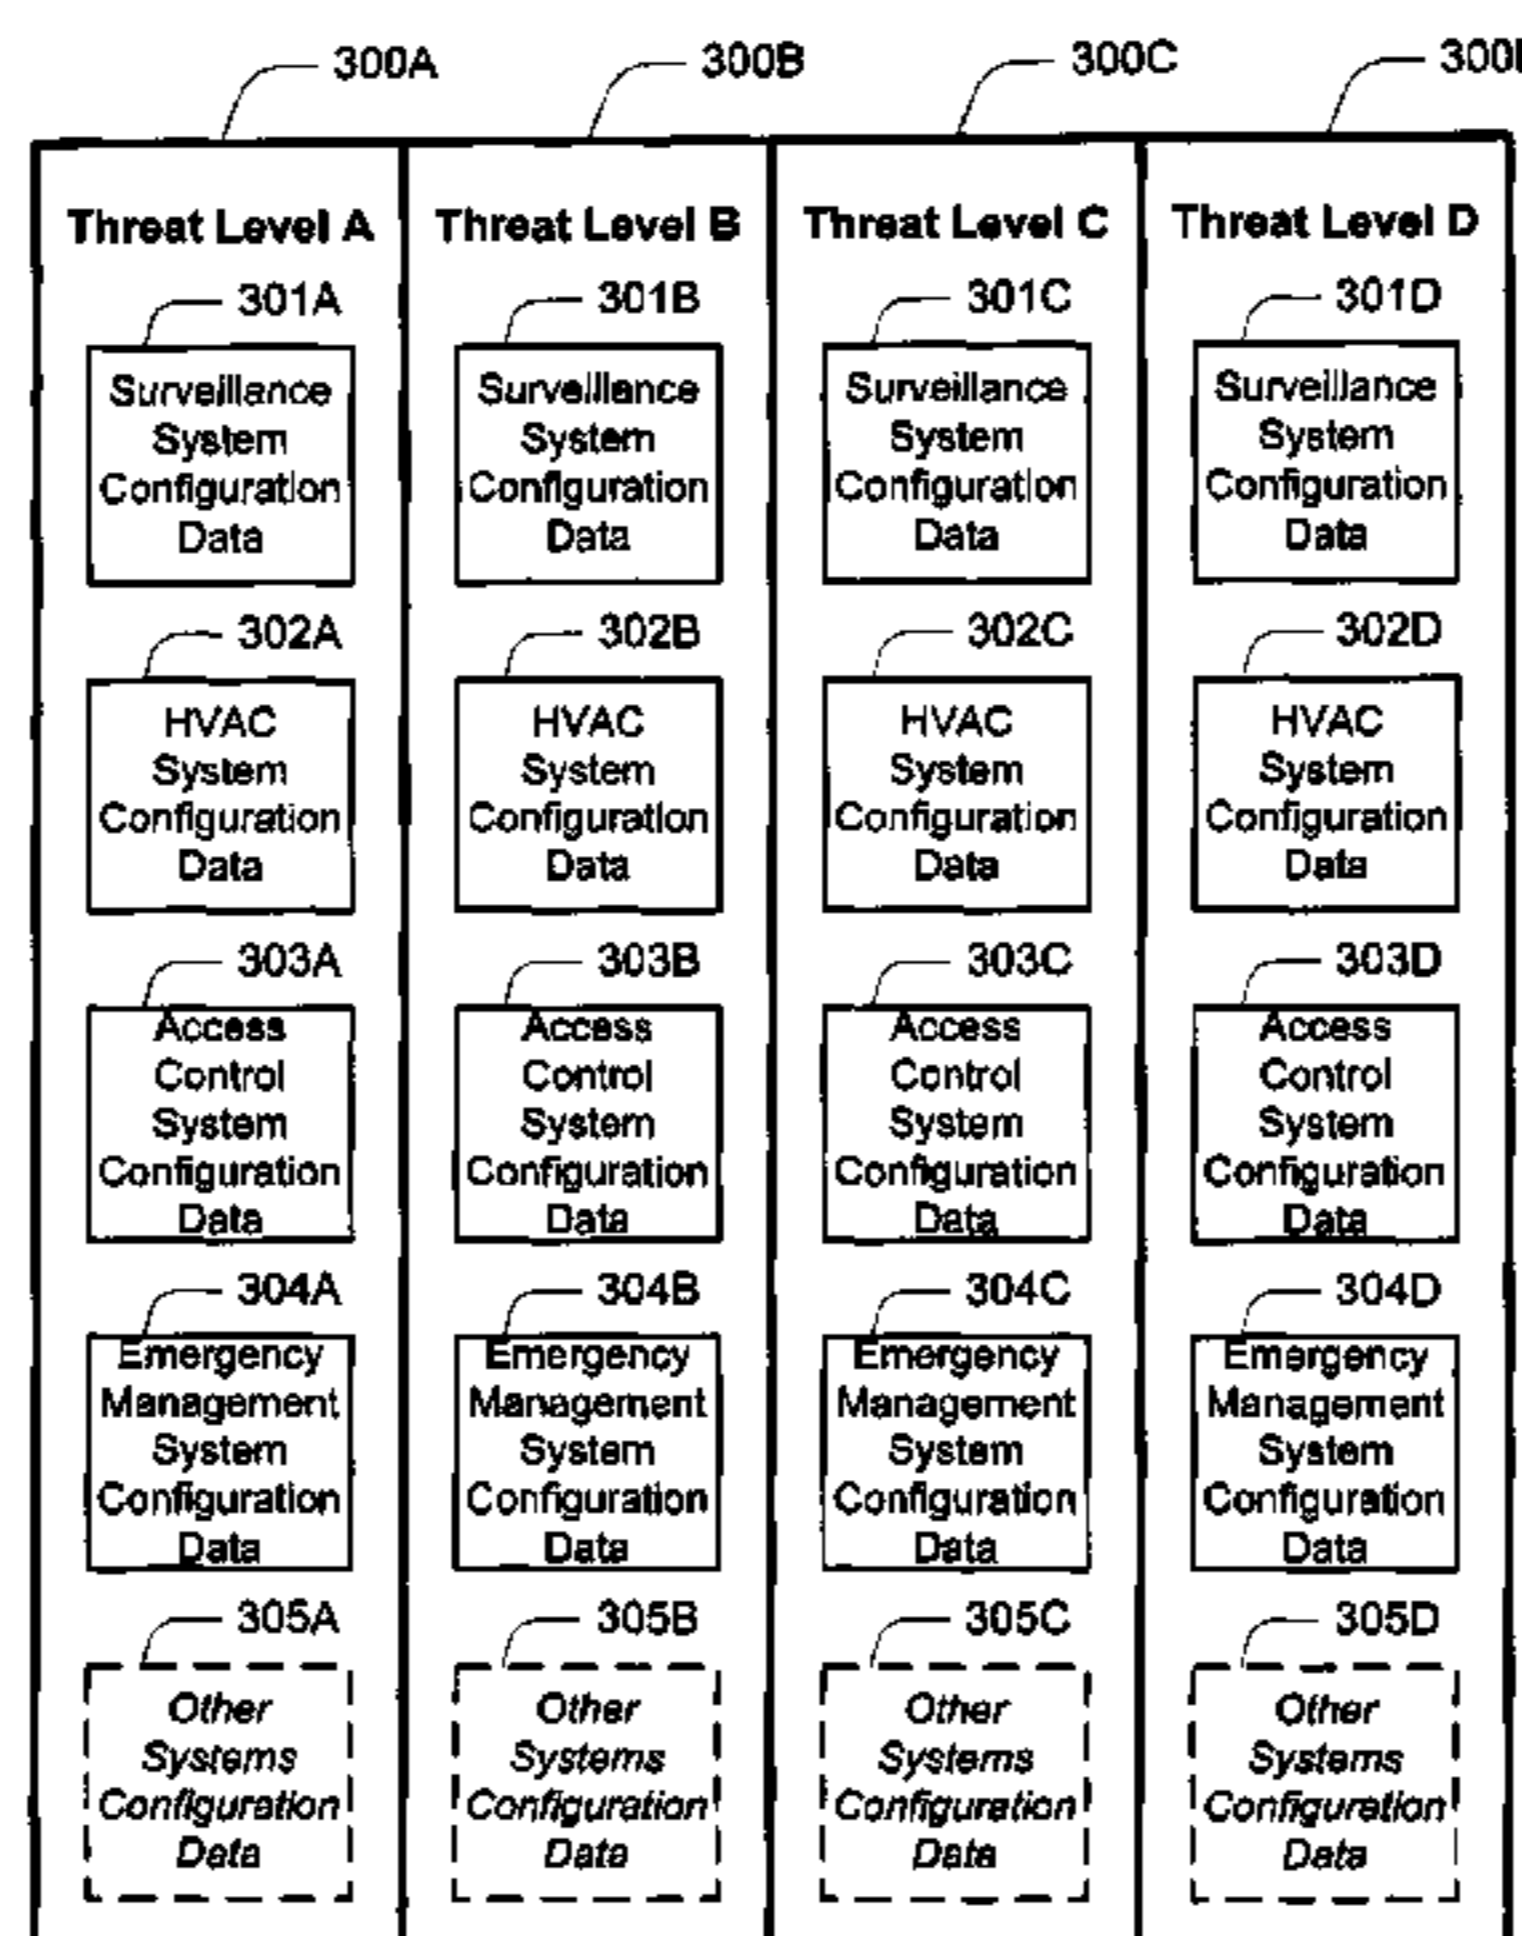 300A 300B 300C 300
Threat Level A Threat Level B Threat Level C Threat Level D
301A 301B 301C 301D
Surveillance Surveillance Surveillance Surveillance
System System System System
Configuration Configuration Configuration Configuration
Data Data Data Data
302A 302B 302C 302D
HVAC HVAC HVAC HVAC
System System System System
Configuration Configuration Configuration Configuration
Data Data Data Data
303A 303B 303C 303D
Access Access Access Access
Control Control Control Control
System System System System
Configuration Configuration Configuration Configuration
Data Data Data Data
304A 304B 304C 304D
Emergency Emergency Emergency Emergency
Management Management Management Management
System System System System
Configuration Configuration Configuration Configuration
Data Data Data Data
305A 305B 305C 305D
Other Other Other Other
Systems Systems Systems Systems
Configuration Configuration Configuration Configuration
Data Data Data Data